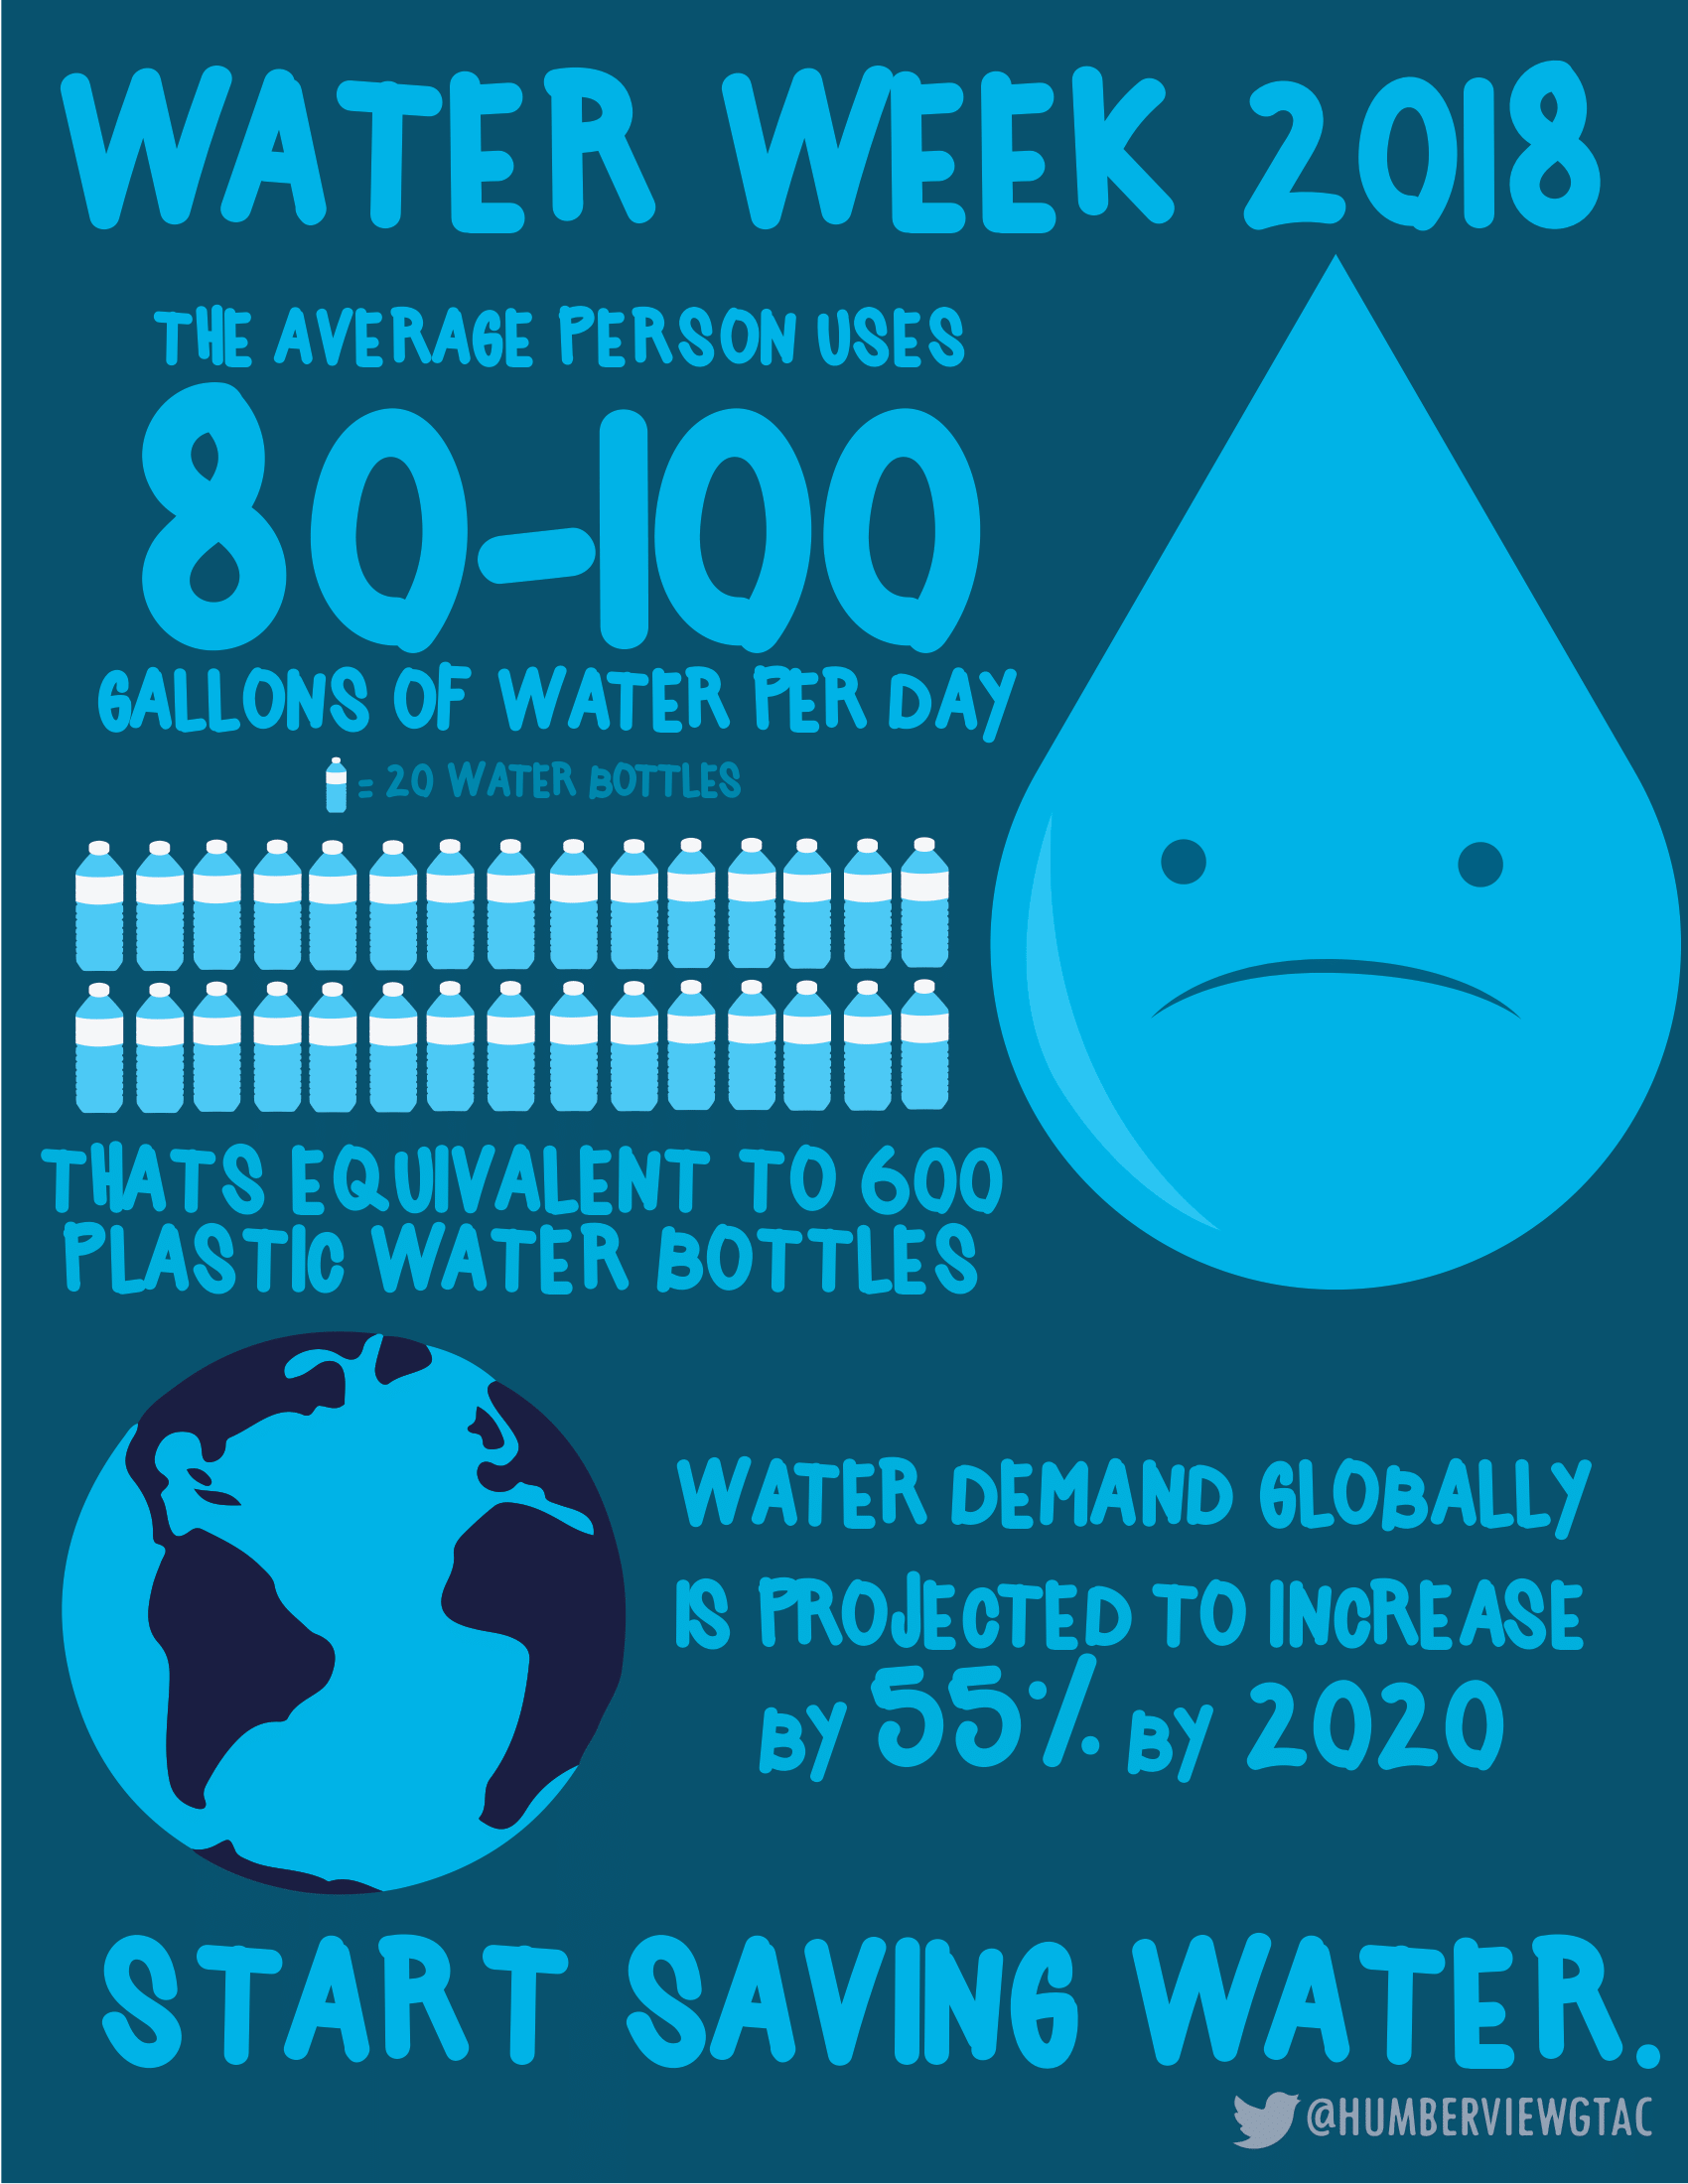 WATER WEEK 2018
THE AVERAGE PERSON USES
80-100
GALLONS OF WATER PER DAY
= 20 WATER BOTTLES
THATS EQUIVALENT TO 600
PLASTIC WATER BOTTLES
WATER DEMAND GLOBALLY
IS PROJECTED TO INCREASE
BY 55% BY 2020
START SAVING WATER.
@HUMBERVIEWGTAC